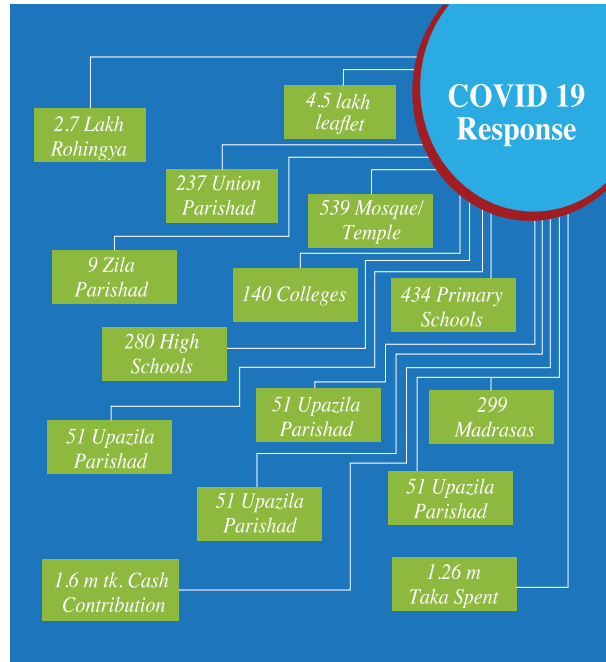 COVID 19
Response
4.5 lakh
leaflet
2.7 Lakh
Rohingya
237 Union
Parishad
539 Mosque/
Temple
9 Zila
Parishad
140 Colleges
434 Primary
Schools
280 High
Schools
51 Upazila
Parishad
299
Madrasas
51 Upazila
Parishad
51 Upazila
Parishad
51 Upazila
Parishad
1.6 m tk. Cash
Contribution
1.26 m
Taka Spent